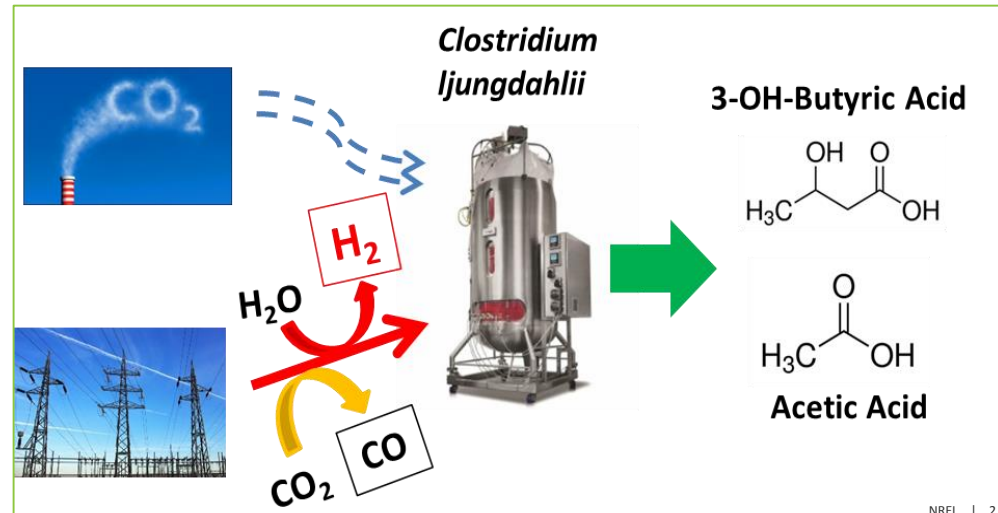 Clostridium
ljungdahlii
CO₂
3-OH-Butyric Acid
OH
O
H₃C
OH
H₂
H₂O
CO₂
CO
O
H₃C
OH
Acetic Acid
NREL | 2